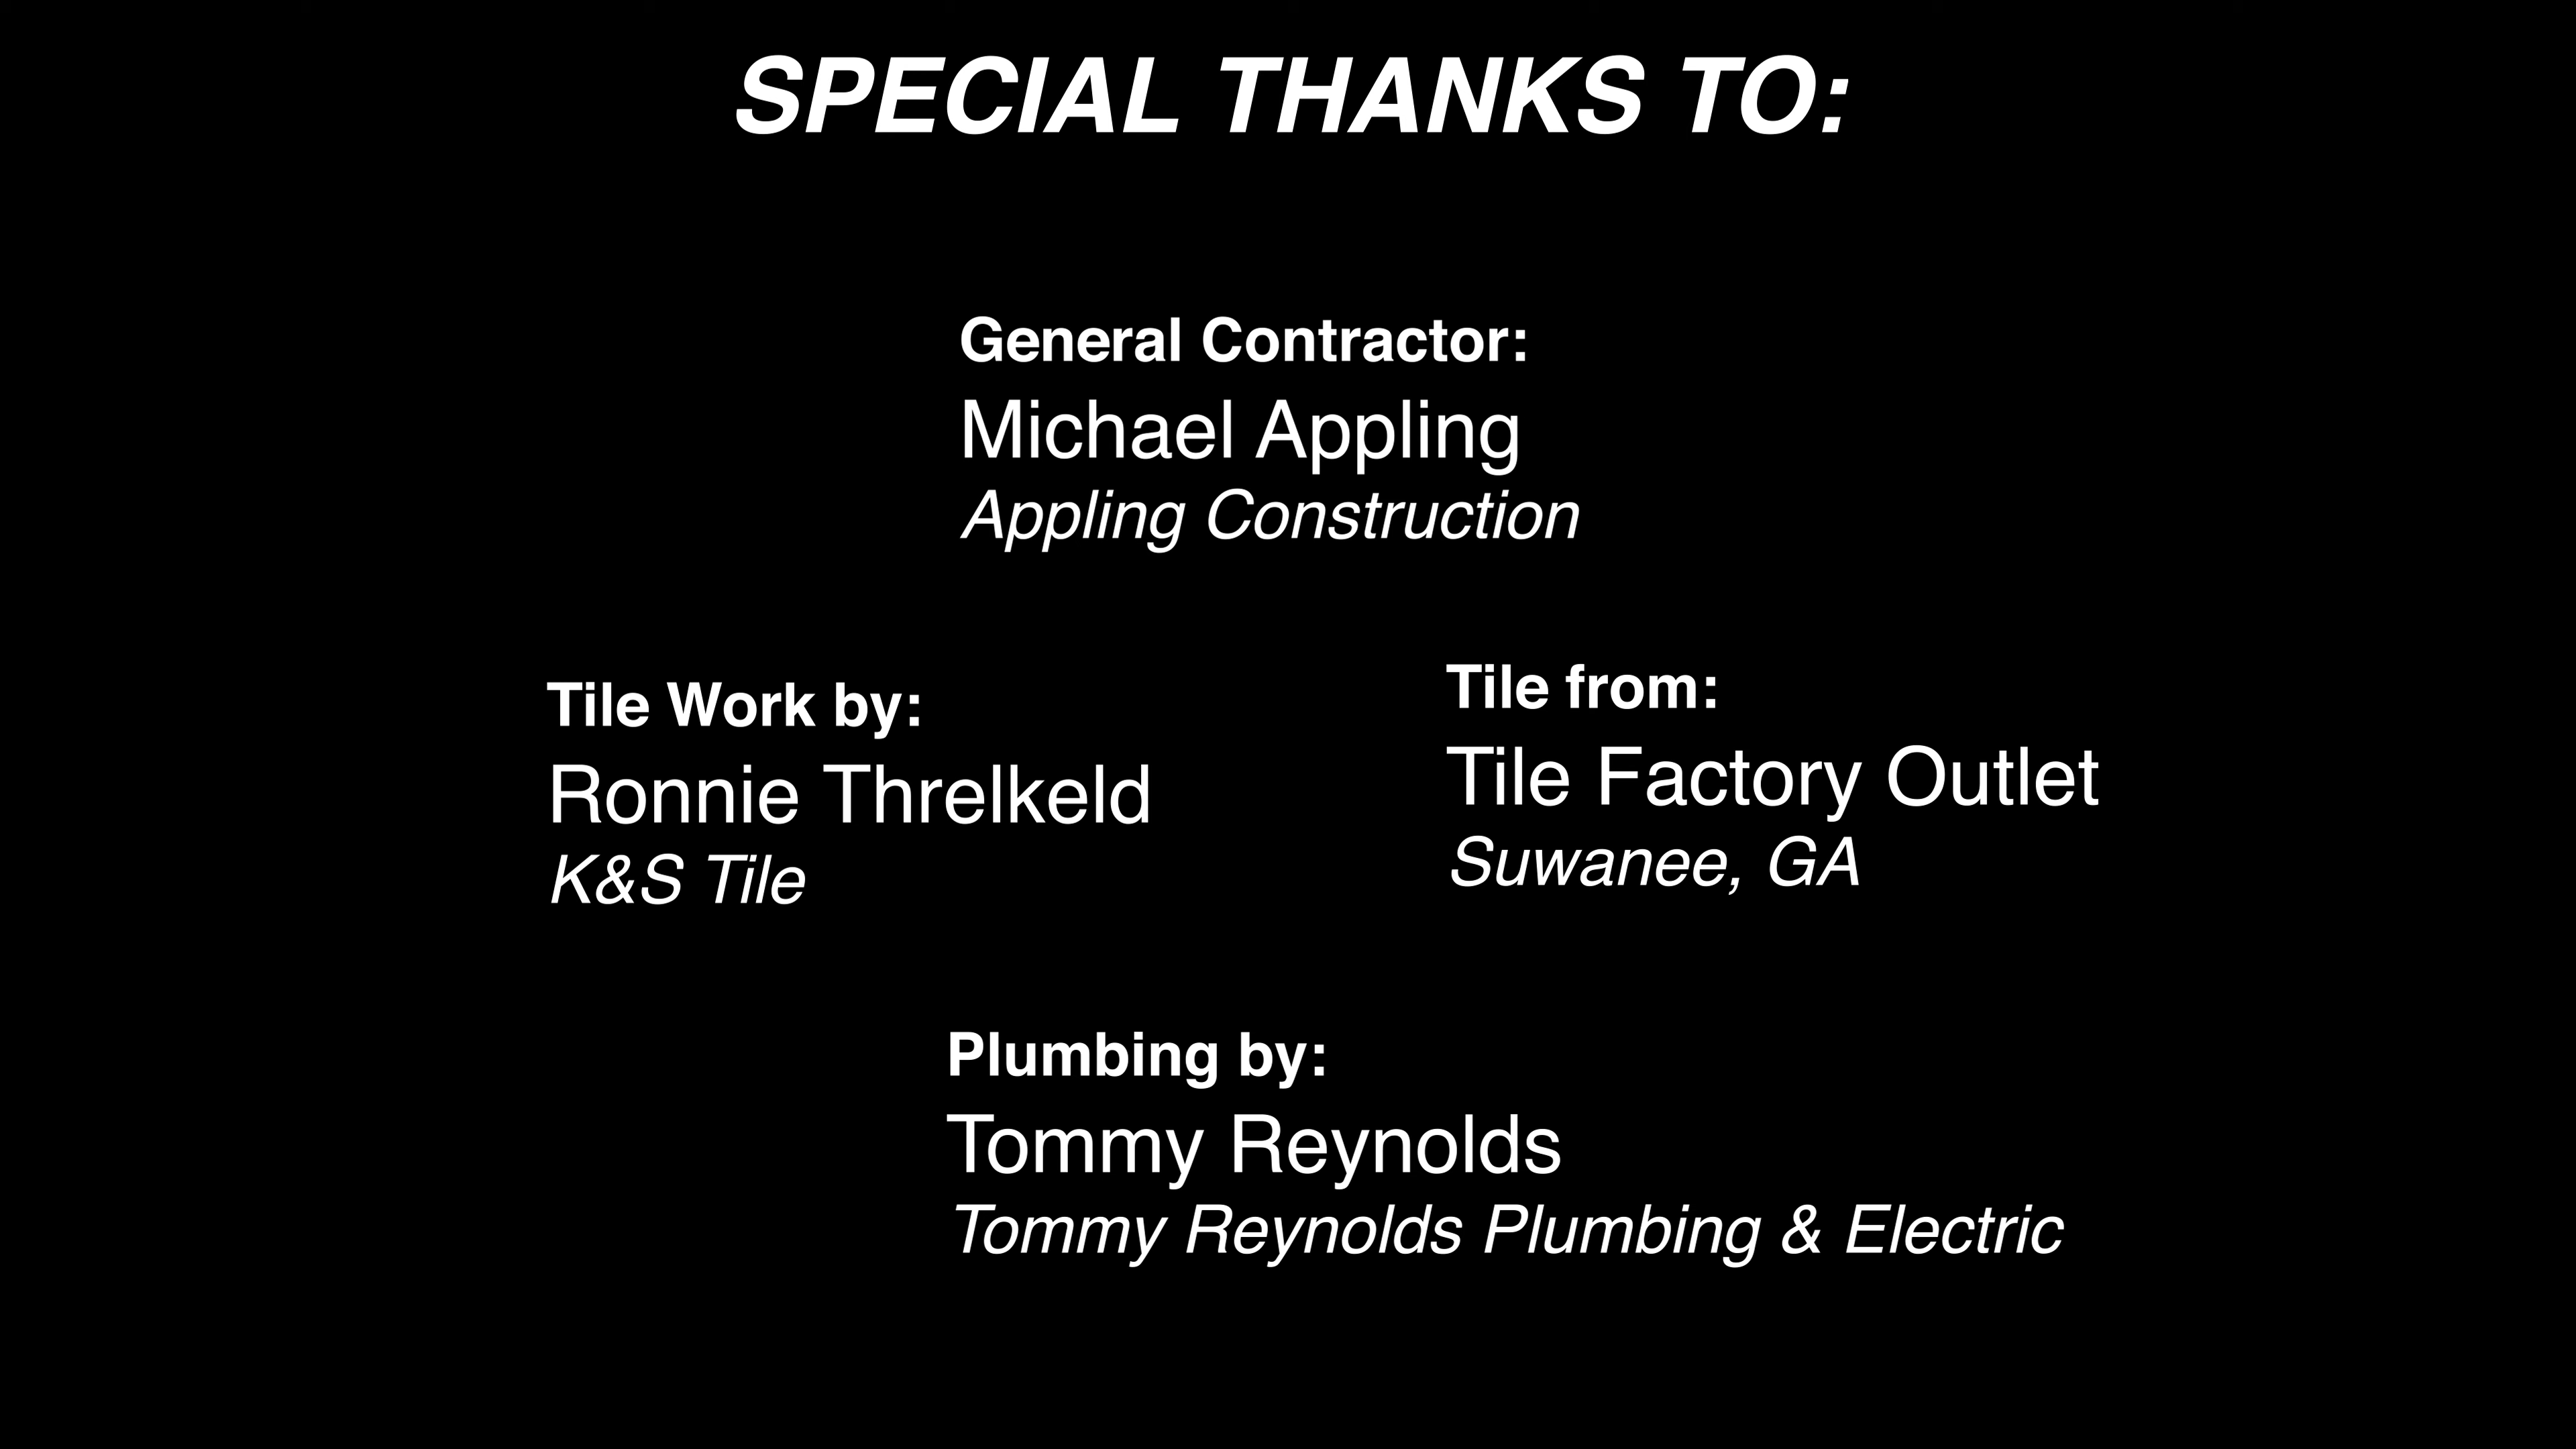 SPECIAL THANKS TO:
General Contractor:
Michael Appling
Appling Construction
Tile Work by:
Ronnie Threlkeld
K&S Tile
Tile from:
Tile Factory Outlet
Suwanee, GA
Plumbing by:
Tommy Reynolds
Tommy Reynolds Plumbing & Electric